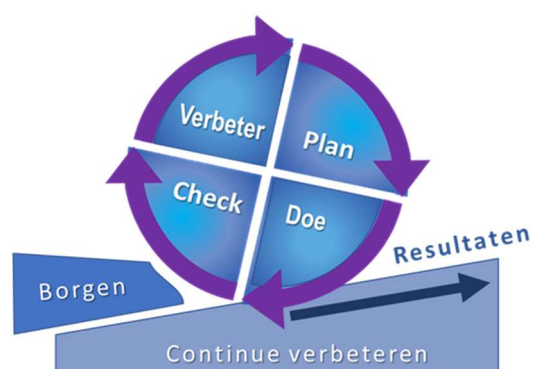 Verbeter
Plan
Check
Doe
Resultaten
Borgen
Continue verbeteren